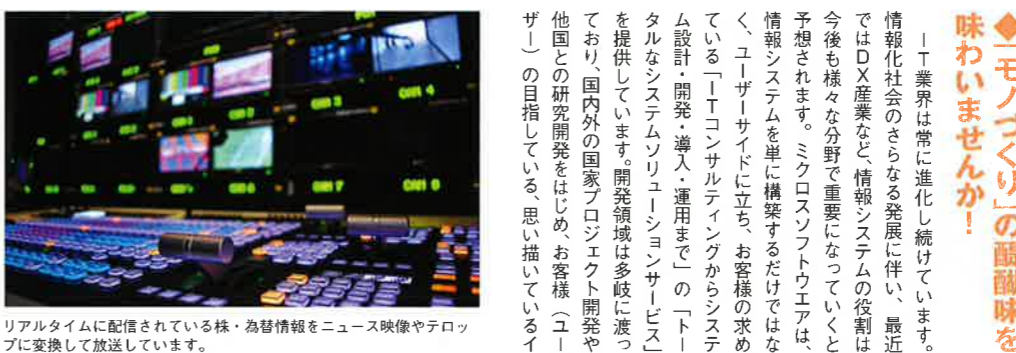 ◆「モノづくり」の醍醐味を
味わいませんか！
ＩＴ業界は常に進化し続けています。
情報化社会のさらなる発展に伴い、最近
ではＤＸ産業など、情報システムの役割は
今後も様々な分野で重要になっていくと
予想されます。ミクロスソフトウエアは、
情報システムを単に構築するだけではな
く、ユーザーサイドに立ち、お客様の求め
ている「ＩＴコンサルティングからシステ
ム設計・開発・導入・運用まで」の「トー
タルなシステムソリューションサービス」
を提供しています。開発領域は多岐に渡っ
ており、国内外の国家プロジェクト開発や
他国との研究開発をはじめ、お客様（ユー
ザー）の目指している、思い描いているイ
CAM 3
CAM 4
CAM 6
CAM 7
CAM 8
リアルタイムに配信されている株・為替情報をニュース映像やテロッ
プに変換して放送しています。